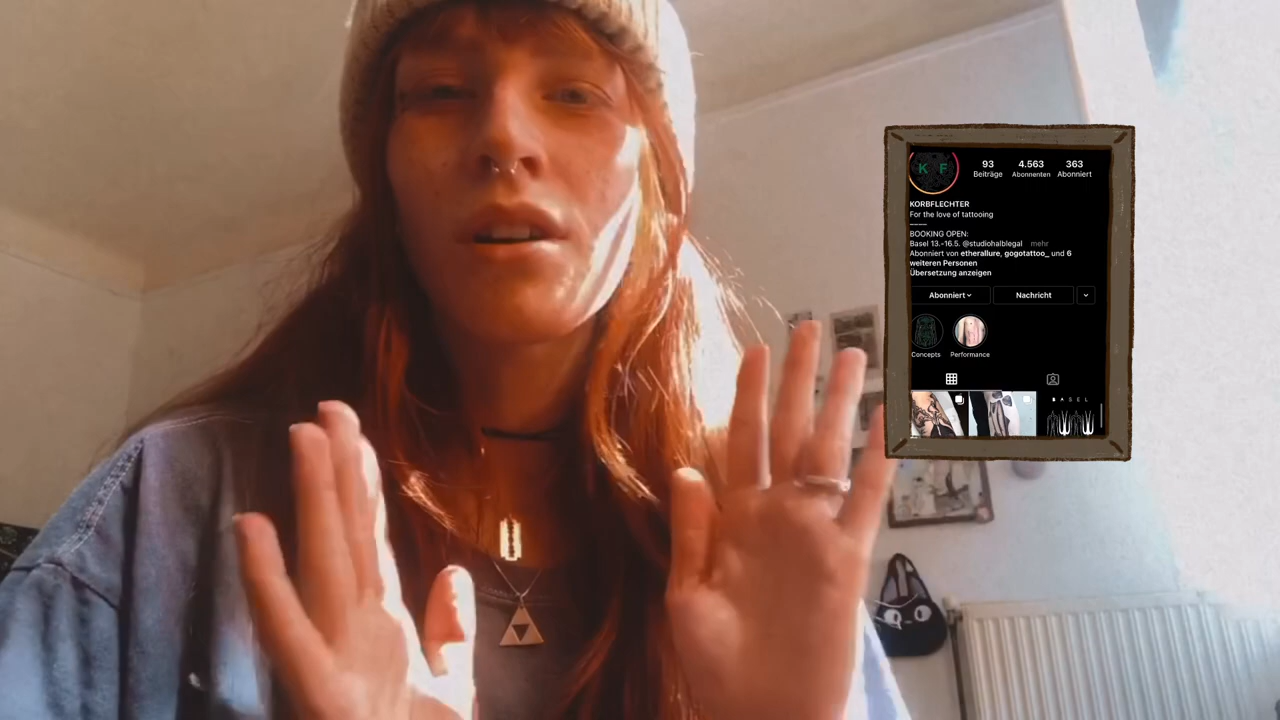 K F
93 4.563 363
Beiträge Abonnenten Abonniert
KORBFLECHTER
For the love of tattooing
BOOKING OPEN:
Basel 13.-16.5. @studiohalblegal mehr
Abonniert von etherallure, gogotattoo_ und 6
weiteren Personen
Übersetzung anzeigen
Abonniert Nachricht
Concepts Performance
BASEL